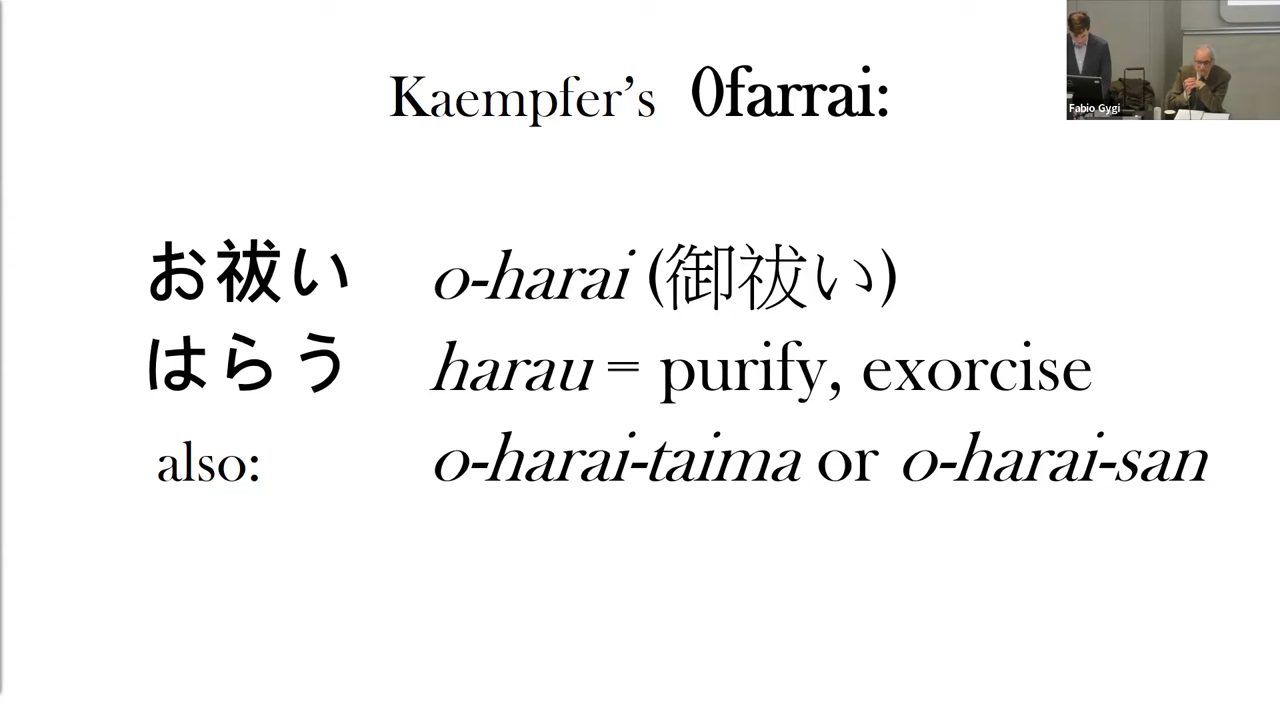 Kaempfer's Ofarrai:
Fabio Gygi
お祓い o-harai (御祓い)
はらう harau = purify, exorcise
also: o-harai-taima or o-harai-san